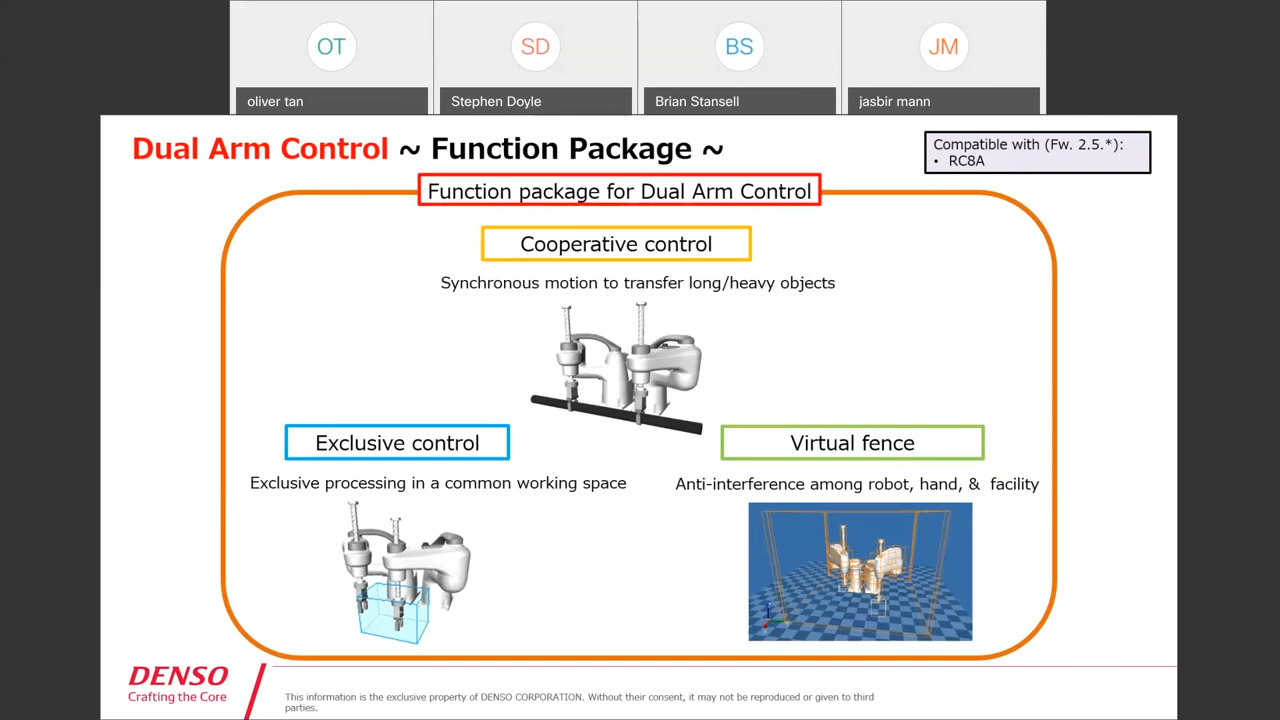 OT
SD
BS
JM
oliver tan
Stephen Doyle
Brian Stansell
jasbir mann
Dual Arm Control ~ Function Package ~
Compatible with (Fw. 2.5.*):
• RC8A
Function package for Dual Arm Control
Cooperative control
Synchronous motion to transfer long/heavy objects
Exclusive control
Virtual fence
Exclusive processing in a common working space
Anti-interference among robot, hand, & facility
DENSO
Crafting the Core
This information is the exclusive property of DENSO CORPORATION. Without their consent, it may not be reproduced or given to third
parties.